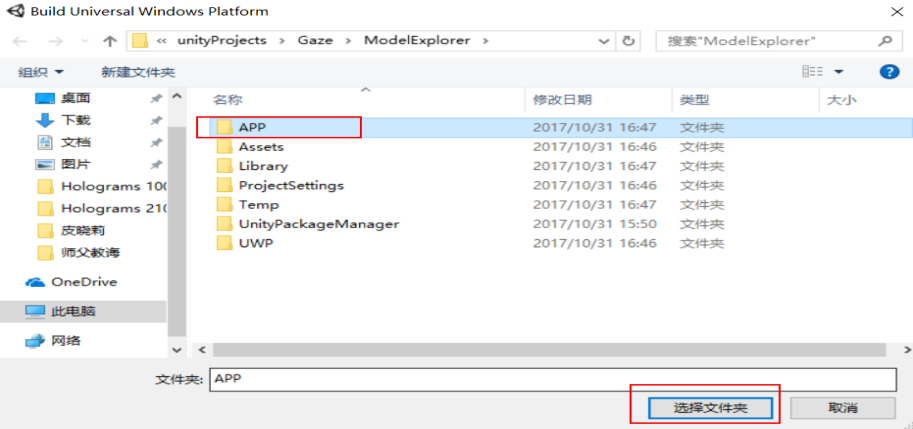 Build Universal Windows Platform
« unityProjects > Gaze > ModelExplorer >
搜索"ModelExplorer"
组织
新建文件夹
桌面
下载
文档
图片
Holograms 100
Holograms 210
皮晓莉
师父教诲
OneDrive
此电脑
网络
名称 修改日期 类型 大小
APP 2017/10/31 16:47 文件夹
Assets 2017/10/31 16:46 文件夹
Library 2017/10/31 16:47 文件夹
ProjectSettings 2017/10/31 16:46 文件夹
Temp 2017/10/31 16:47 文件夹
UnityPackageManager 2017/10/31 15:50 文件夹
UWP 2017/10/31 16:46 文件夹
文件夹: APP
选择文件夹 取消